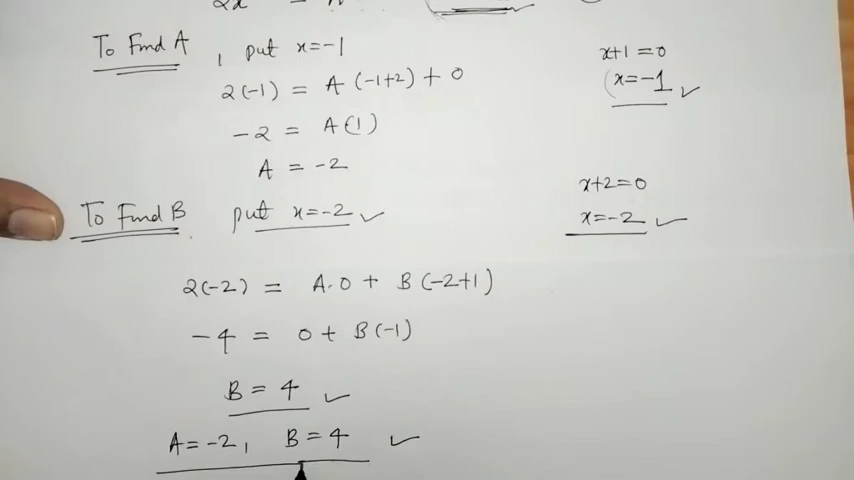 2x =
To Find A, put x=-1
x+1=0
2(-1) = A(-1+2) + 0
x=-1 ✓
-2 = A(1)
A = -2
x+2=0
To Find B put x=-2 ✓
x=-2 ✓
2(-2) = A.0 + B(-2+1)
-4 = 0 + B(-1)
B = 4 ✓
A=-2, B=4 ✓